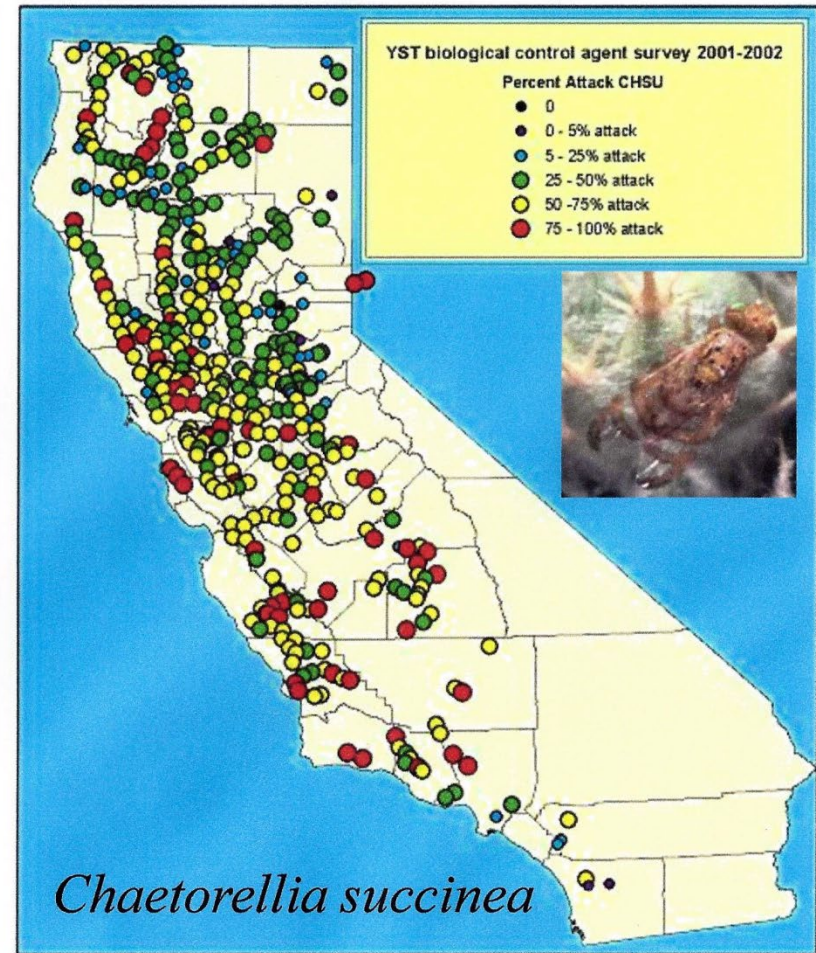 YST biological control agent survey 2001-2002
Percent Attack CHSU
0
0 - 5% attack
5 - 25% attack
25 - 50% attack
50 -75% attack
75 - 100% attack
Chaetorellia succinea